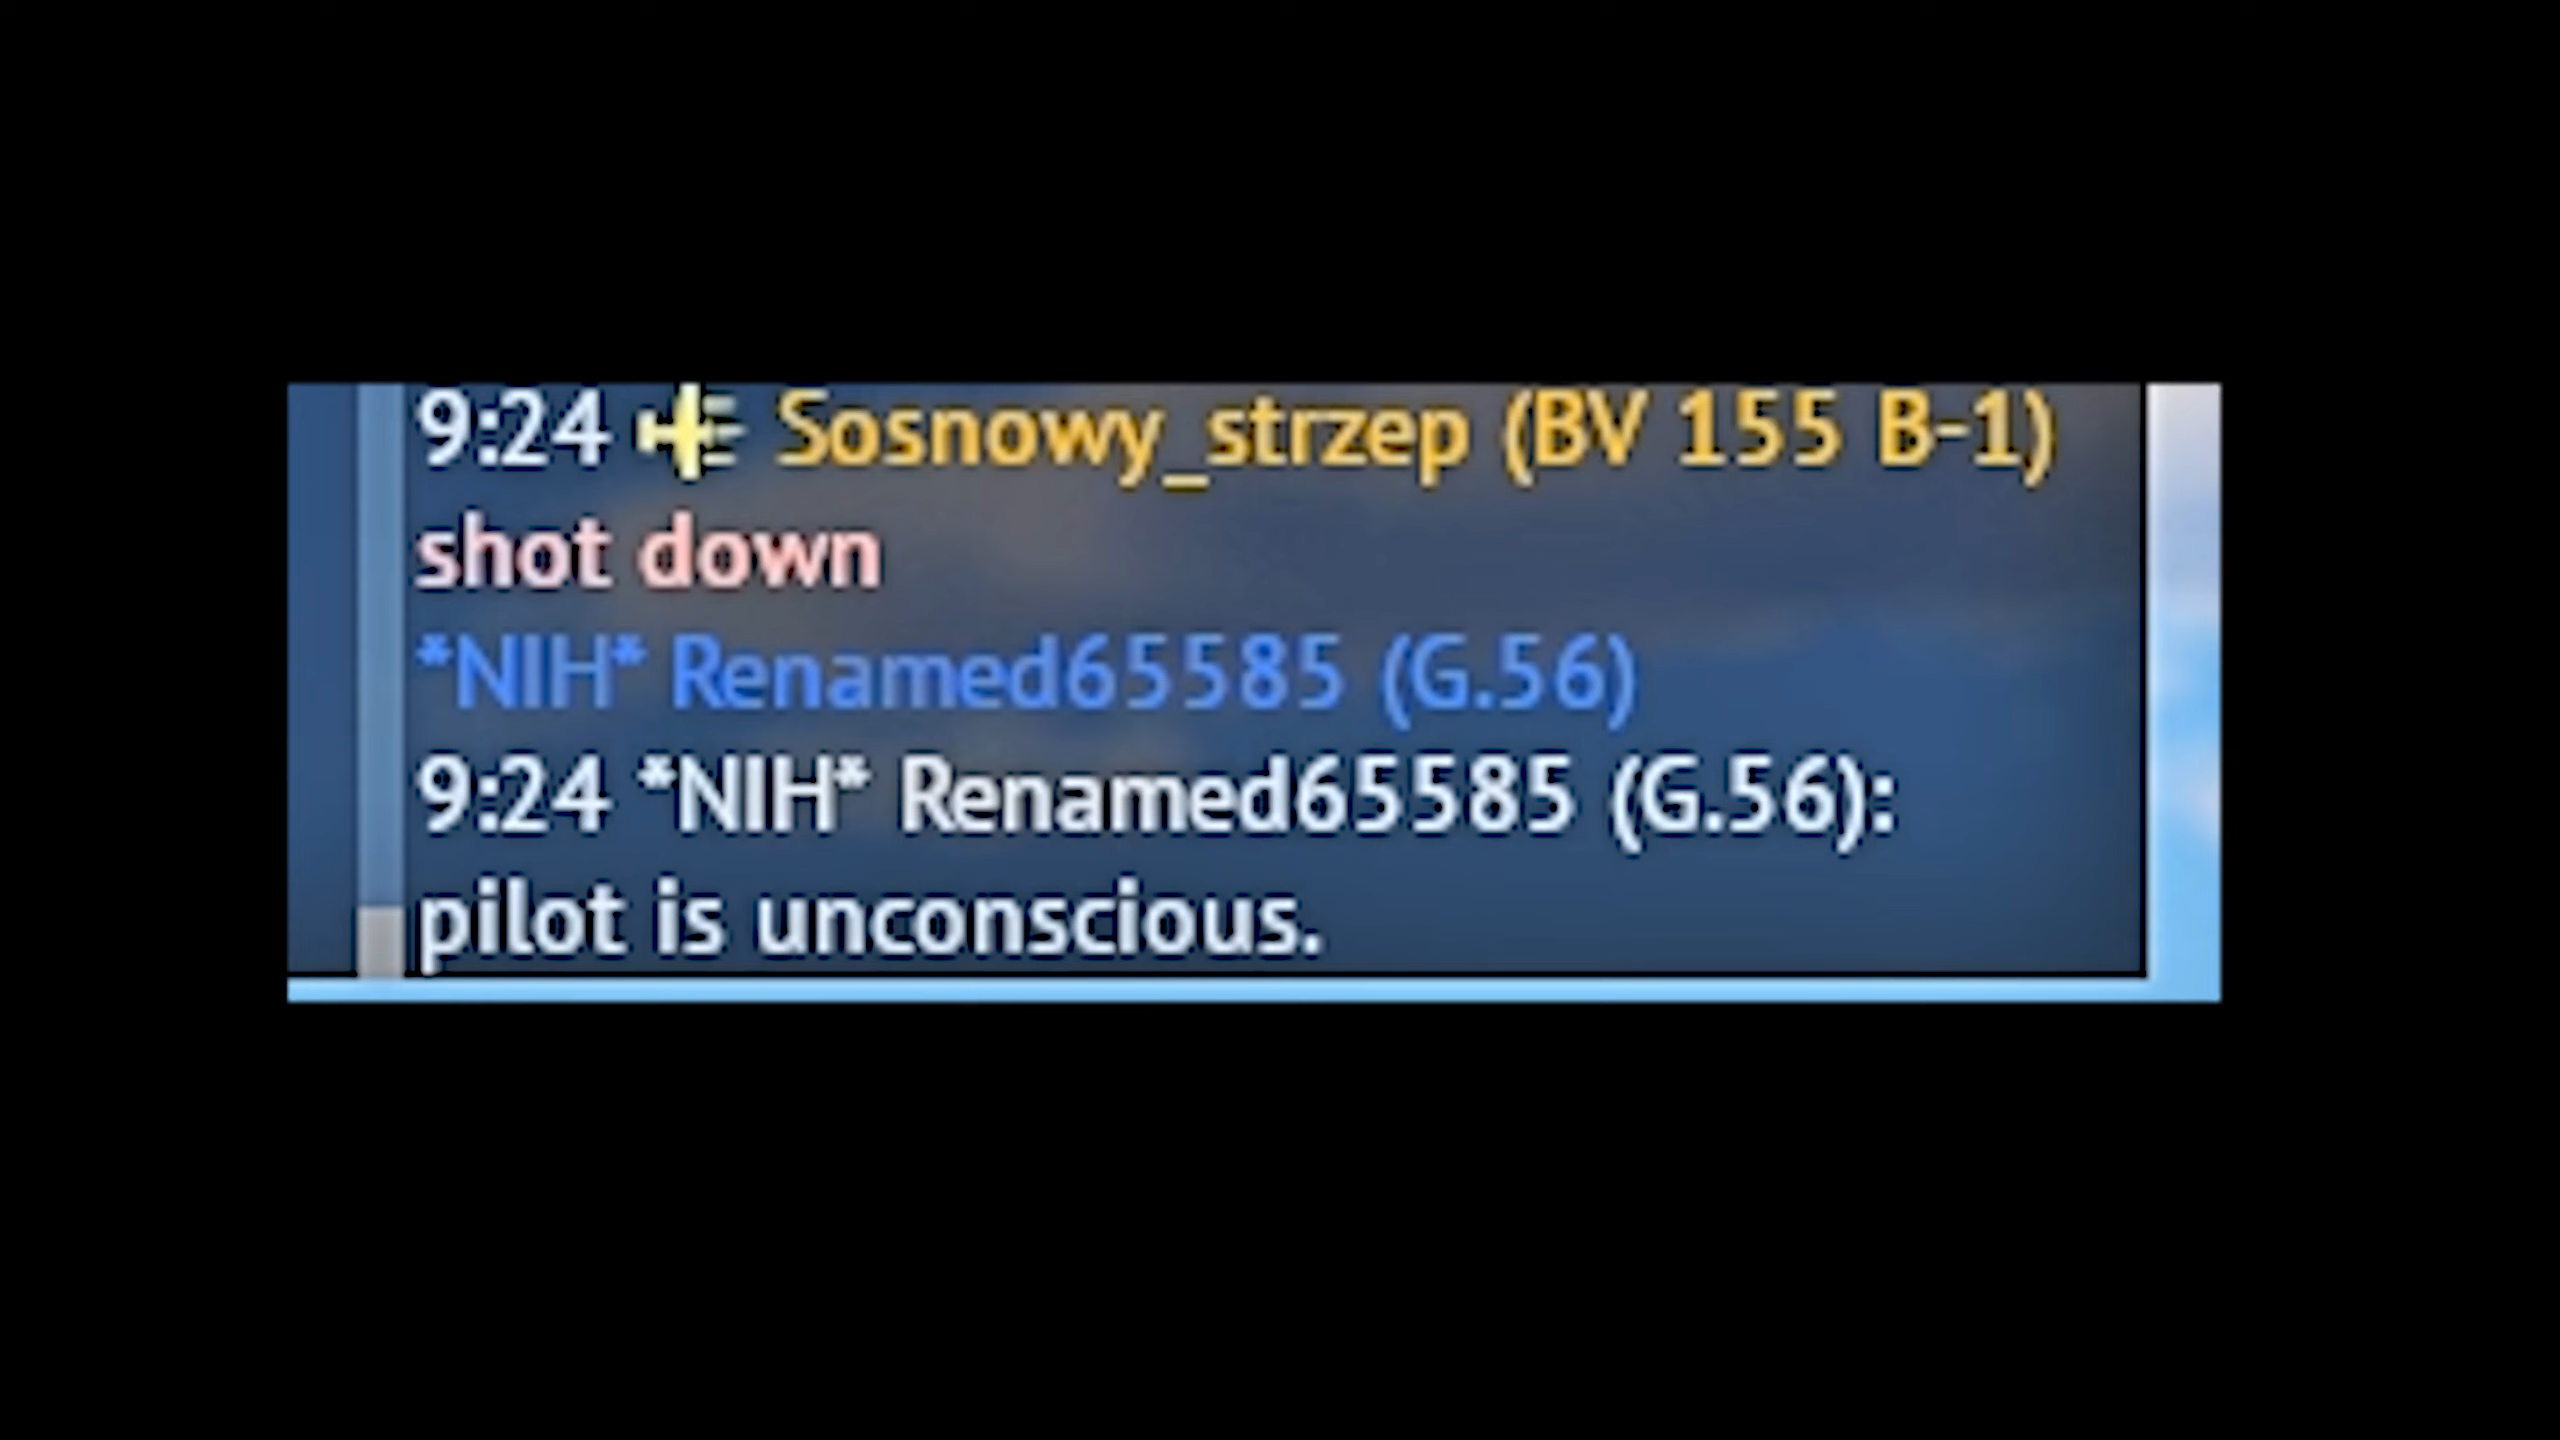 9:24 Sosnowy_strzep (BV 155 B-1)
shot down
*NIH* Renamed65585 (G.56)
9:24 *NIH* Renamed65585 (G.56):
pilot is unconscious.